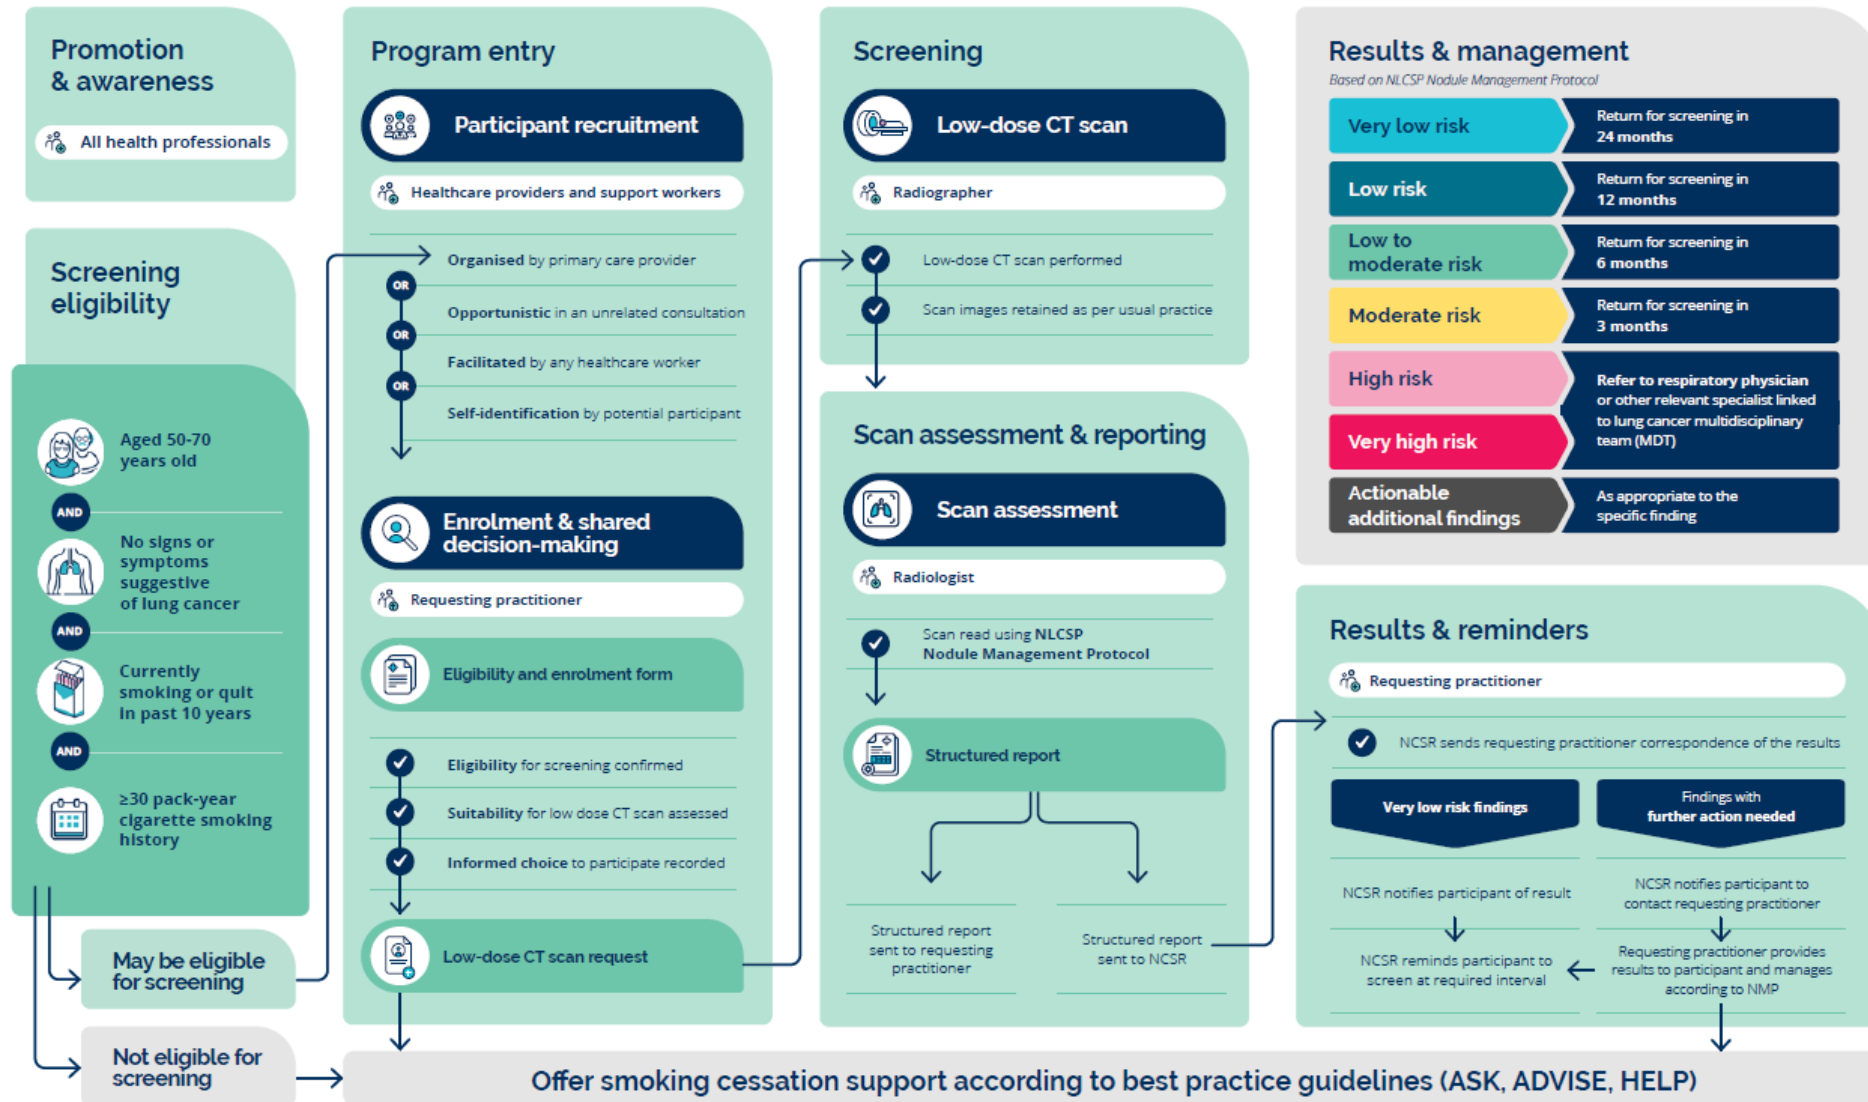 Promotion
& awareness
All health professionals
Screening
eligibility
Aged 50-70
years old
AND
No signs or
symptoms
suggestive
of lung cancer
AND
Currently
smoking or quit
in past 10 years
AND
≥30 pack-year
cigarette smoking
history
May be eligible
for screening
Not eligible for
screening
Program entry
Participant recruitment
Healthcare providers and support workers
Organised by primary care provider
OR
Opportunistic in an unrelated consultation
OR
Facilitated by any healthcare worker
OR
Self-identification by potential participant
Enrolment & shared
decision-making
Requesting practitioner
Eligibility and enrolment form
Eligibility for screening confirmed
Suitability for low dose CT scan assessed
Informed choice to participate recorded
Low-dose CT scan request
Screening
Low-dose CT scan
Radiographer
Low-dose CT scan performed
Scan images retained as per usual practice
Scan assessment & reporting
Scan assessment
Radiologist
Scan read using NLCSP
Nodule Management Protocol
Structured report
Structured report
sent to requesting
practitioner
Structured report
sent to NCSR
Results & management
Based on NLCSP Nodule Management Protocol
Very low risk
Return for screening in
24 months
Low risk
Return for screening in
12 months
Low to
moderate risk
Return for screening in
6 months
Moderate risk
Return for screening in
3 months
High risk
Very high risk
Refer to respiratory physician
or other relevant specialist linked
to lung cancer multidisciplinary
team (MDT)
Actionable
additional findings
As appropriate to the
specific finding
Results & reminders
Requesting practitioner
NCSR sends requesting practitioner correspondence of the results
Very low risk findings
NCSR notifies participant of result
NCSR reminds participant to
screen at required interval
Findings with
further action needed
NCSR notifies participant to
contact requesting practitioner
Requesting practitioner provides
results to participant and manages
according to NMP
Offer smoking cessation support according to best practice guidelines (ASK, ADVISE, HELP)